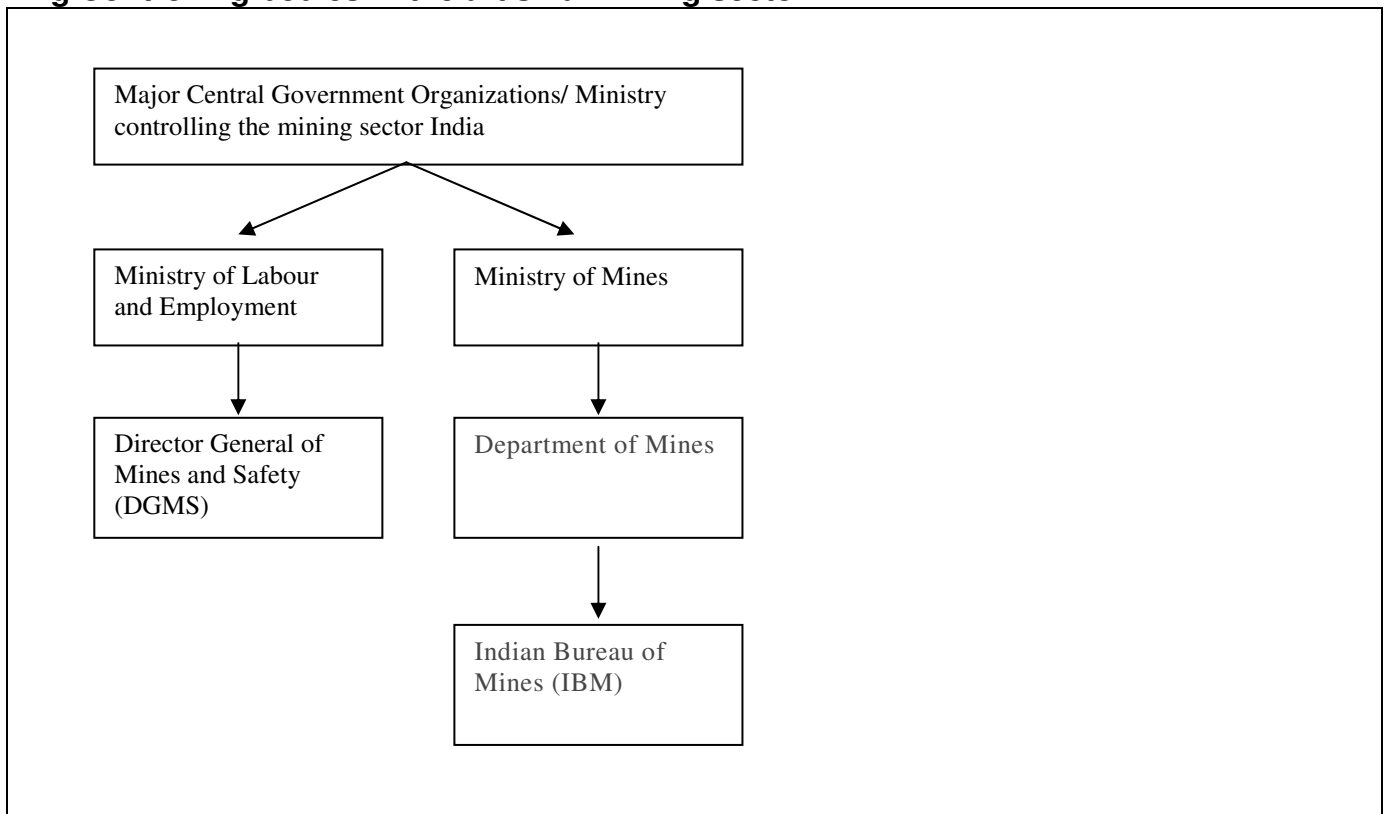 Major Central Government Organizations/ Ministry
controlling the mining sector India
Ministry of Labour
and Employment
Ministry of Mines
Director General of
Mines and Safety
(DGMS)
Department of Mines
Indian Bureau of
Mines (IBM)